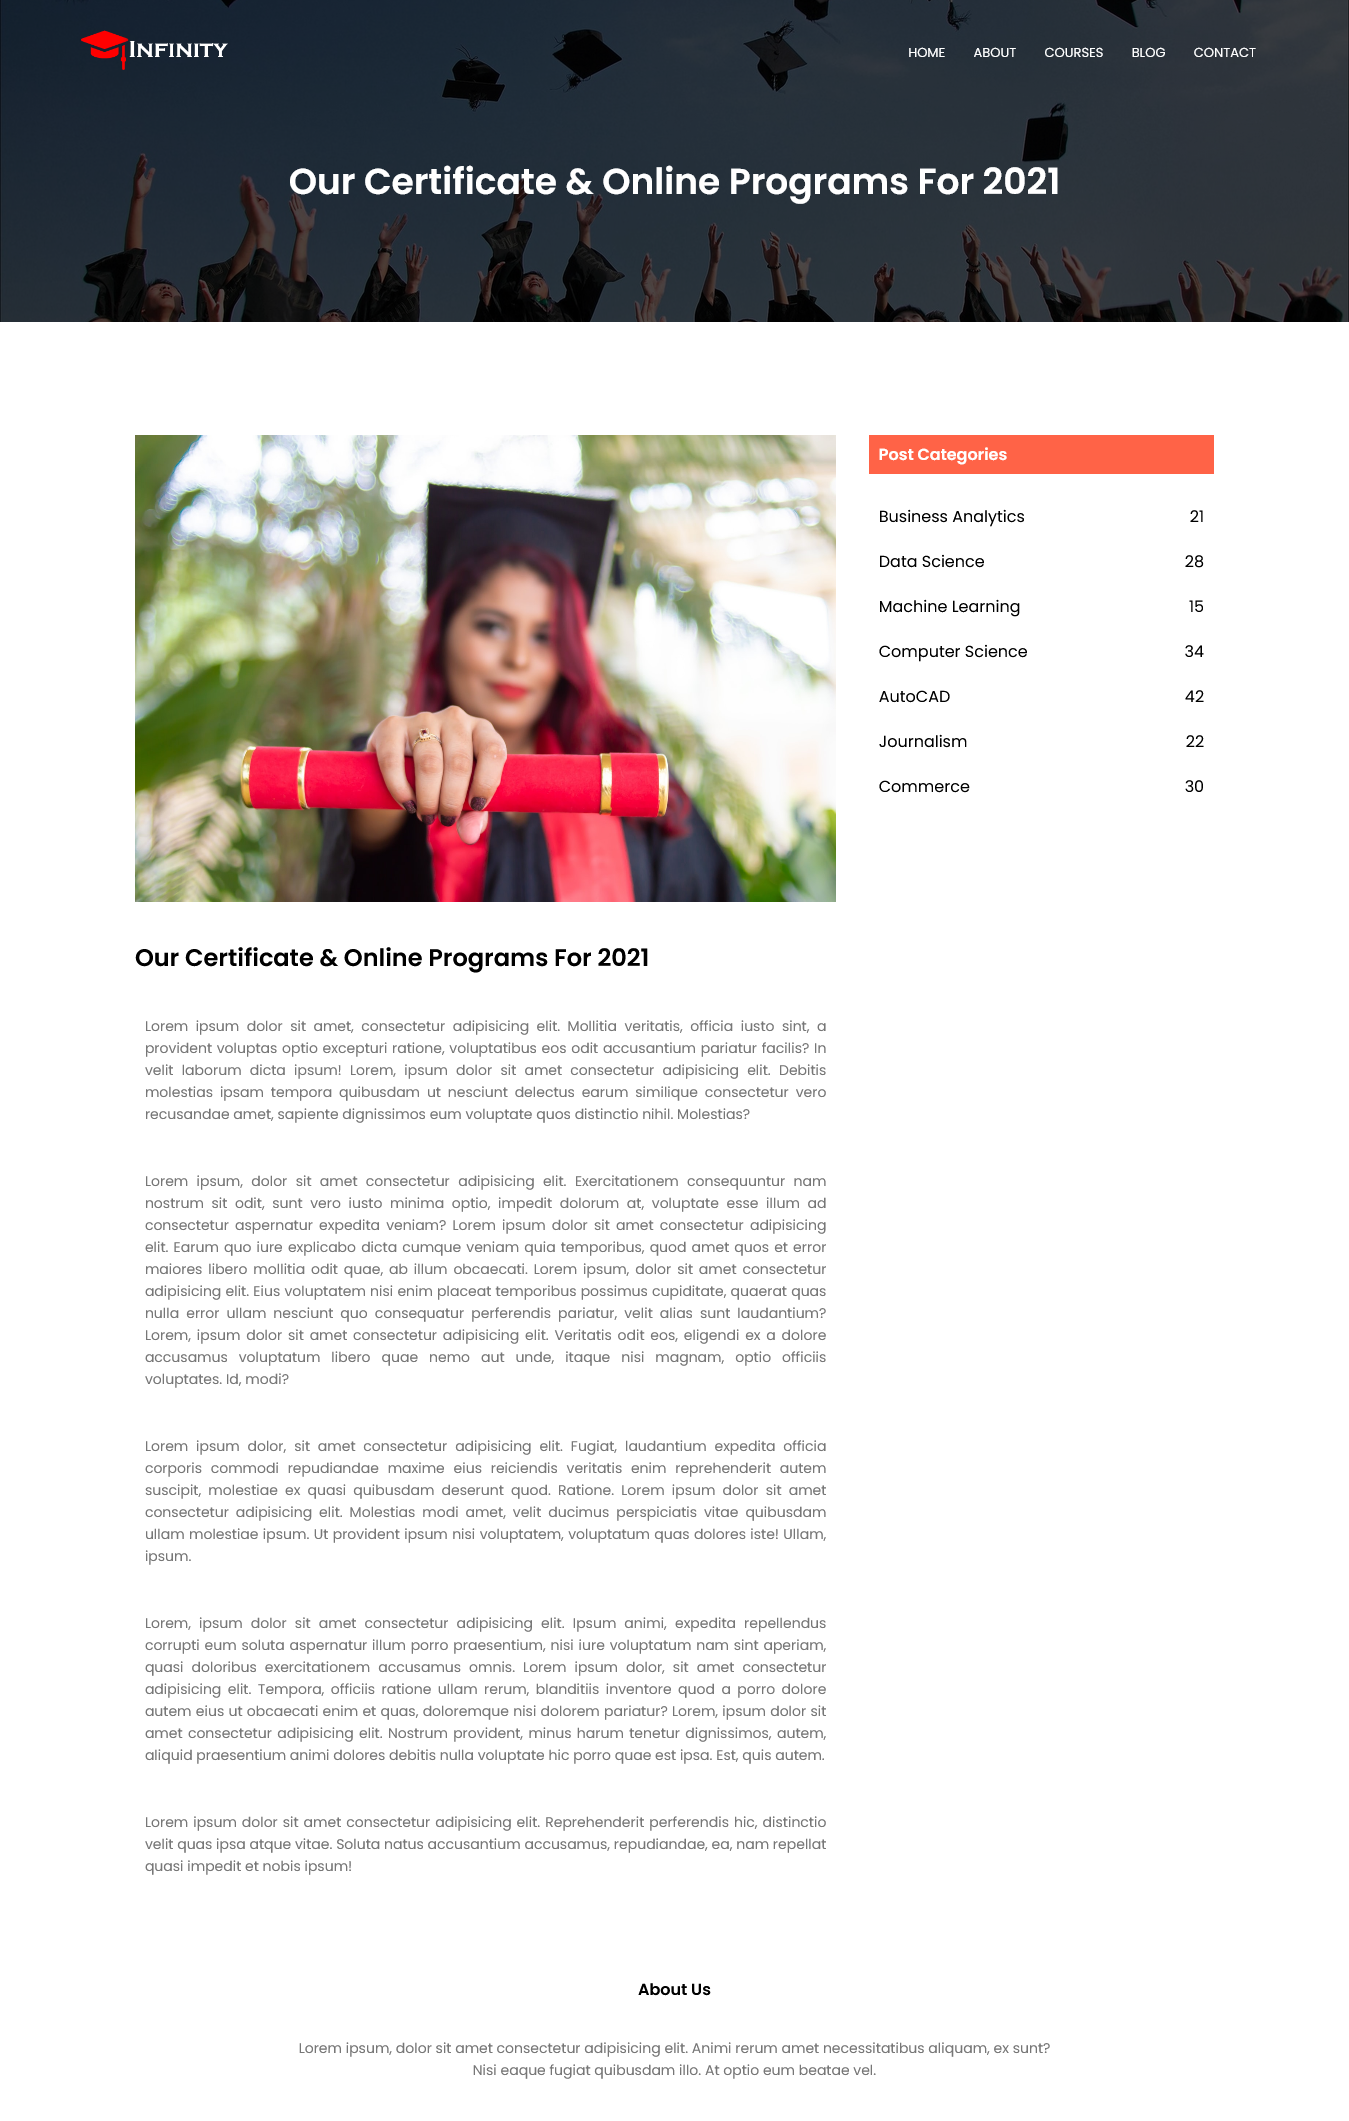 INFINITY
HOME ABOUT COURSES BLOG CONTACT
Our Certificate & Online Programs For 2021
Post Categories
Business Analytics 21
Data Science 28
Machine Learning 15
Computer Science 34
AutoCAD 42
Journalism 22
Commerce 30
Our Certificate & Online Programs For 2021
Lorem ipsum dolor sit amet, consectetur adipisicing elit. Mollitia veritatis, officia iusto sint, a
provident voluptas optio excepturi ratione, voluptatibus eos odit accusantium pariatur facilis? In
velit laborum dicta ipsum! Lorem, ipsum dolor sit amet consectetur adipisicing elit. Debitis
molestias ipsam tempora quibusdam ut nesciunt delectus earum similique consectetur vero
recusandae amet, sapiente dignissimos eum voluptate quos distinctio nihil. Molestias?
Lorem ipsum, dolor sit amet consectetur adipisicing elit. Exercitationem consequuntur nam
nostrum sit odit, sunt vero iusto minima optio, impedit dolorum at, voluptate esse illum ad
consectetur aspernatur expedita veniam? Lorem ipsum dolor sit amet consectetur adipisicing
elit. Earum quo iure explicabo dicta cumque veniam quia temporibus, quod amet quos et error
maiores libero mollitia odit quae, ab illum obcaecati. Lorem ipsum, dolor sit amet consectetur
adipisicing elit. Eius voluptatem nisi enim placeat temporibus possimus cupiditate, quaerat quas
nulla error ullam nesciunt quo consequatur perferendis pariatur, velit alias sunt laudantium?
Lorem, ipsum dolor sit amet consectetur adipisicing elit. Veritatis odit eos, eligendi ex a dolore
accusamus voluptatum libero quae nemo aut unde, itaque nisi magnam, optio officiis
voluptates. Id, modi?
Lorem ipsum dolor, sit amet consectetur adipisicing elit. Fugiat, laudantium expedita officia
corporis commodi repudiandae maxime eius reiciendis veritatis enim reprehenderit autem
suscipit, molestiae ex quasi quibusdam deserunt quod. Ratione. Lorem ipsum dolor sit amet
consectetur adipisicing elit. Molestias modi amet, velit ducimus perspiciatis vitae quibusdam
ullam molestiae ipsum. Ut provident ipsum nisi voluptatem, voluptatum quas dolores iste! Ullam,
ipsum.
Lorem, ipsum dolor sit amet consectetur adipisicing elit. Ipsum animi, expedita repellendus
corrupti eum soluta aspernatur illum porro praesentium, nisi iure voluptatum nam sint aperiam,
quasi doloribus exercitationem accusamus omnis. Lorem ipsum dolor, sit amet consectetur
adipisicing elit. Tempora, officiis ratione ullam rerum, blanditiis inventore quod a porro dolore
autem eius ut obcaecati enim et quas, doloremque nisi dolorem pariatur? Lorem, ipsum dolor sit
amet consectetur adipisicing elit. Nostrum provident, minus harum tenetur dignissimos, autem,
aliquid praesentium animi dolores debitis nulla voluptate hic porro quae est ipsa. Est, quis autem.
Lorem ipsum dolor sit amet consectetur adipisicing elit. Reprehenderit perferendis hic, distinctio
velit quas ipsa atque vitae. Soluta natus accusantium accusamus, repudiandae, ea, nam repellat
quasi impedit et nobis ipsum!
About Us
Lorem ipsum, dolor sit amet consectetur adipisicing elit. Animi rerum amet necessitatibus aliquam, ex sunt?
Nisi eaque fugiat quibusdam illo. At optio eum beatae vel.